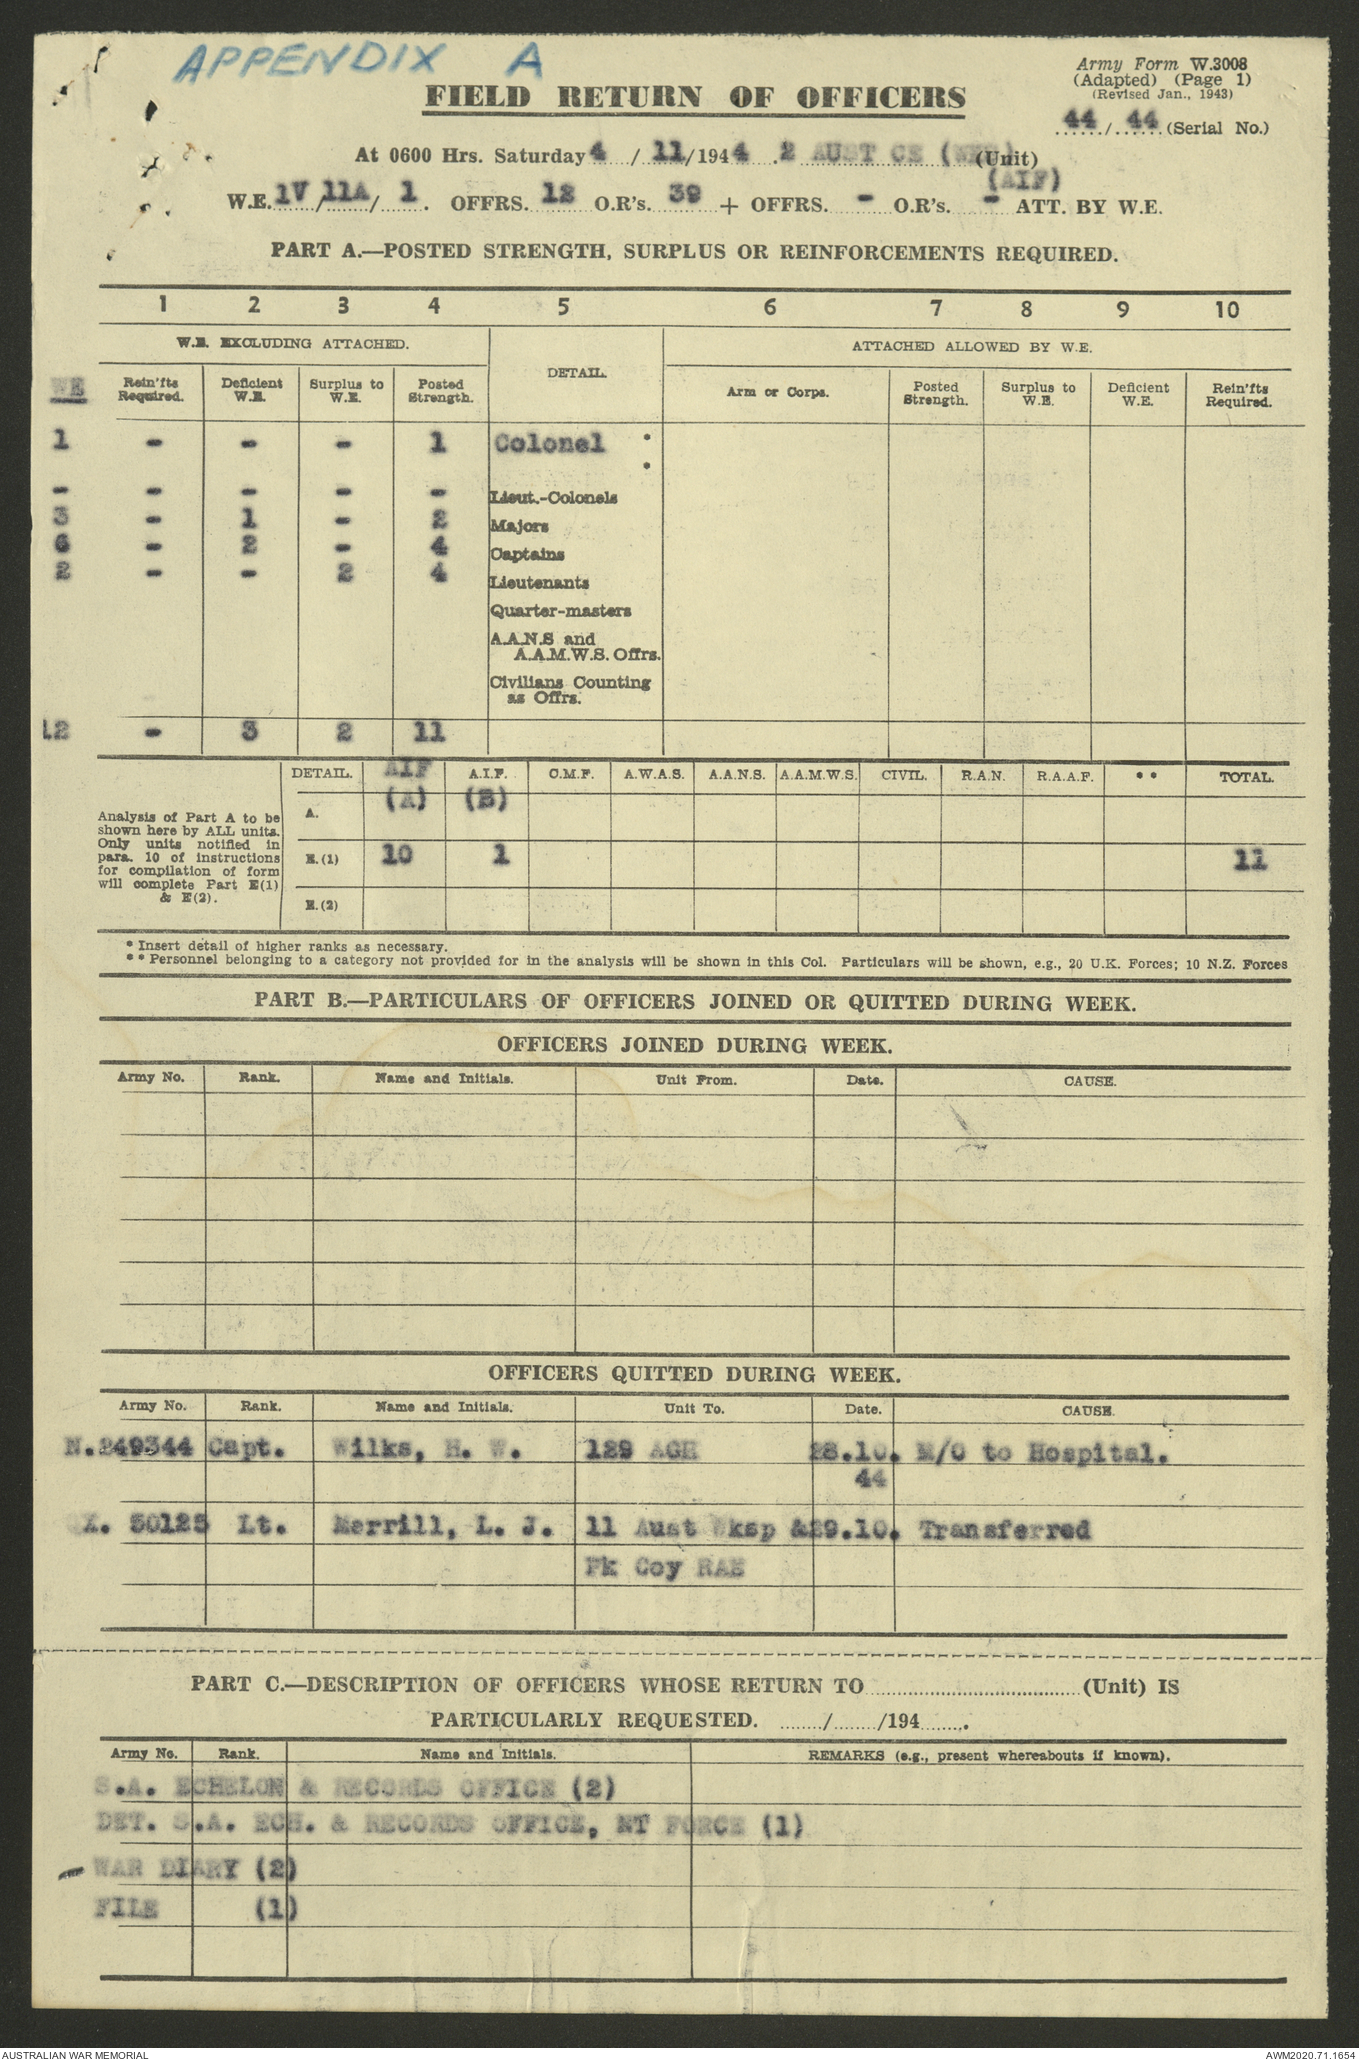 APPENDIX A
Army Form W.3008
(Adapted) (Page 1)
(Revised Jan., 1943)
FIELD RETURN OF OFFICERS
44 / 44 (Serial No.)
At 0600 Hrs. Saturday 4 / 11 /1944 . 2 AUST CE (WKS) (Unit)
(AIF)
W.E. 1V / 11A / 1 . OFFRS. 12 O.R's. 39 + OFFRS. - O.R's. - ATT. BY W.E.
PART A.—POSTED STRENGTH, SURPLUS OR REINFORCEMENTS REQUIRED.
1 2 3 4 5 6 7 8 9 10
W.E. EXCLUDING ATTACHED. DETAIL. ATTACHED ALLOWED BY W.E.
WE Rein'fts Required. Deficient W.E. Surplus to W.E. Posted Strength. Arm or Corps. Posted Strength. Surplus to W.E. Deficient W.E. Rein'fts Required.
1 - - - 1 Colonel *
*
- - - - - Lieut.-Colonels
3 - 1 - 2 Majors
6 - 2 - 4 Captains
2 - - 2 4 Lieutenants
Quarter-masters
A.A.N.S and
A.A.M.W.S. Offrs.
Civilians Counting
as Offrs.
12 - 3 2 11
DETAIL. AIF A.I.F. C.M.F. A.W.A.S. A.A.N.S. A.A.M.W.S. CIVIL. R.A.N. R.A.A.F. * * TOTAL.
A. (A) (B)
Analysis of Part A to be
shown here by ALL units.
Only units notified in
para. 10 of instructions
for compilation of form
will complete Part E(1)
& E(2).
E.(1) 10 1 11
E.(2)
* Insert detail of higher ranks as necessary.
* * Personnel belonging to a category not provided for in the analysis will be shown in this Col. Particulars will be shown, e.g., 20 U.K. Forces; 10 N.Z. Forces
PART B.—PARTICULARS OF OFFICERS JOINED OR QUITTED DURING WEEK.
OFFICERS JOINED DURING WEEK.
Army No. Rank. Name and Initials. Unit From. Date. CAUSE.
OFFICERS QUITTED DURING WEEK.
Army No. Rank. Name and Initials. Unit To. Date. CAUSE.
N.249344 Capt. Wilks, H. W. 129 AGH 28.10. M/O to Hospital.
44
QX. 50125 Lt. Merrill, L. J. 11 Aust Wksp & 29.10. Transferred
Pk Coy RAE
PART C.—DESCRIPTION OF OFFICERS WHOSE RETURN TO (Unit) IS
PARTICULARLY REQUESTED. / /194 .
Army No. Rank. Name and Initials. REMARKS (e.g., present whereabouts if known).
S.A. ECHELON & RECORDS OFFICE (2)
DET. S.A. ECH. & RECORDS OFFICE, NT FORCE (1)
WAR DIARY (2)
FILE (1)
AUSTRALIAN WAR MEMORIAL
AWM2020.71.1654